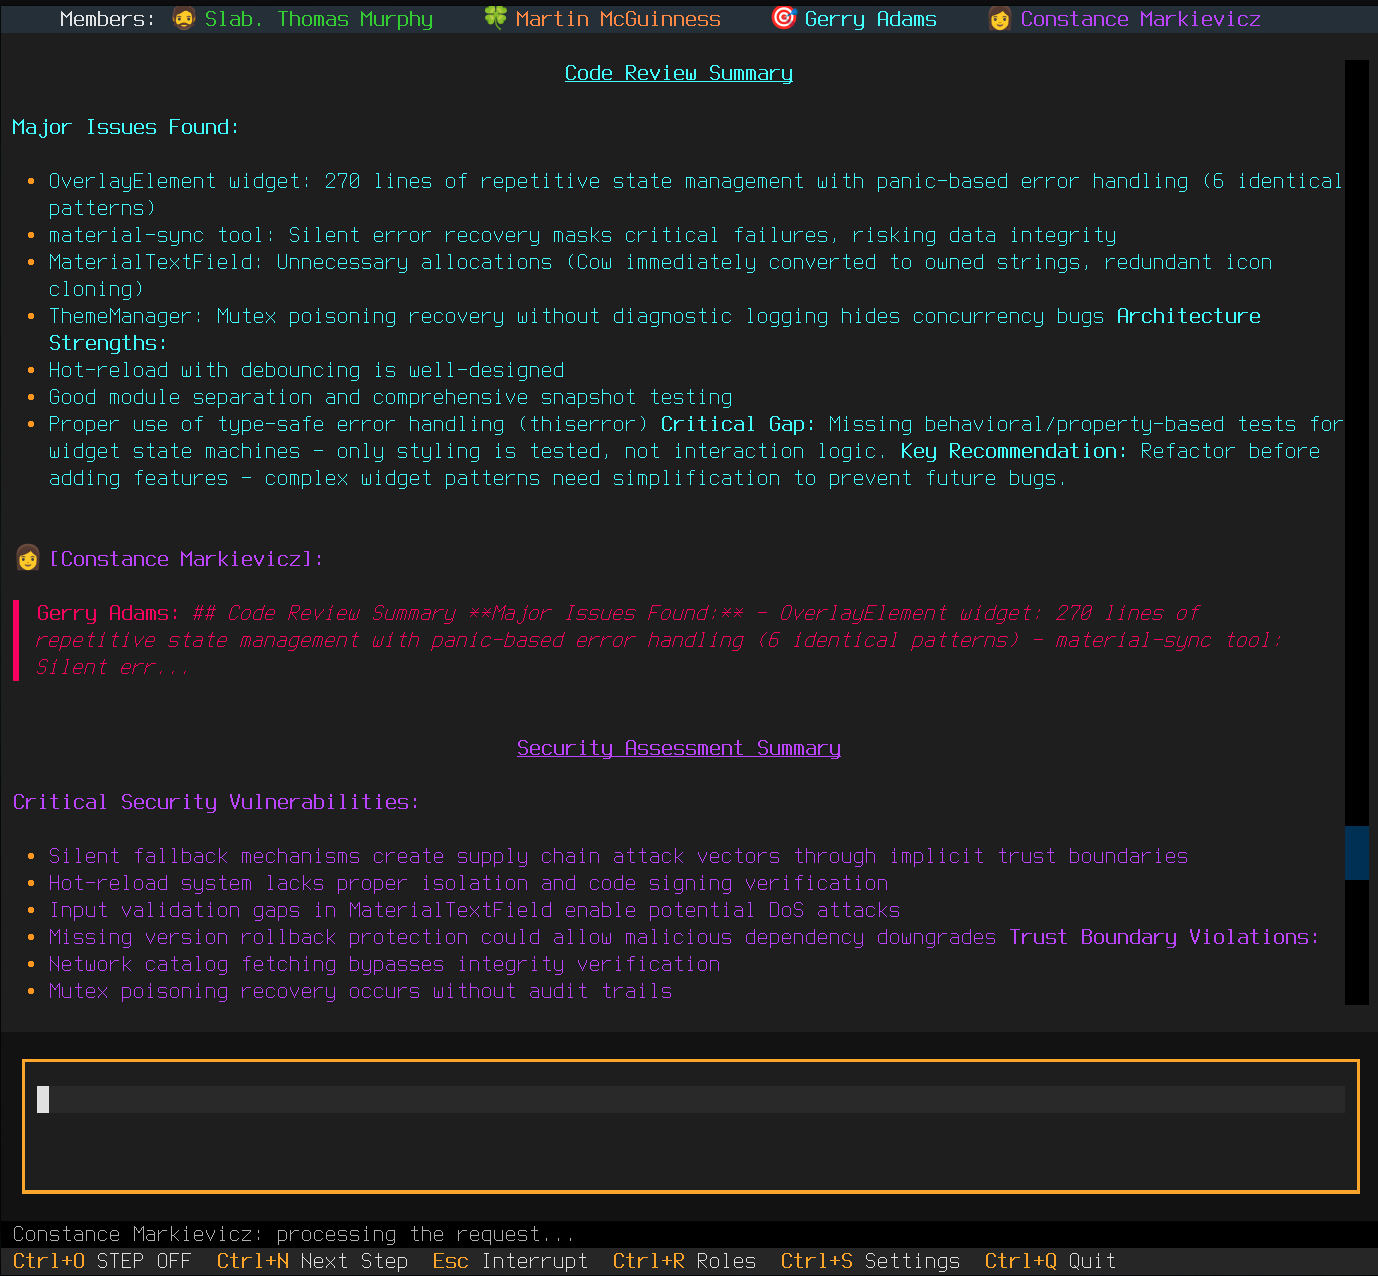 Members: Slab. Thomas Murphy Martin McGuinness Gerry Adams Constance Markievicz
Code Review Summary
Major Issues Found:
• OverlayElement widget: 270 lines of repetitive state management with panic-based error handling (6 identical
patterns)
• material-sync tool: Silent error recovery masks critical failures, risking data integrity
• MaterialTextField: Unnecessary allocations (Cow immediately converted to owned strings, redundant icon
cloning)
• ThemeManager: Mutex poisoning recovery without diagnostic logging hides concurrency bugs Architecture
Strengths:
• Hot-reload with debouncing is well-designed
• Good module separation and comprehensive snapshot testing
• Proper use of type-safe error handling (thiserror) Critical Gap: Missing behavioral/property-based tests for
widget state machines - only styling is tested, not interaction logic. Key Recommendation: Refactor before
adding features - complex widget patterns need simplification to prevent future bugs.
[Constance Markievicz]:
Gerry Adams: ## Code Review Summary **Major Issues Found:** - OverlayElement widget: 270 lines of
repetitive state management with panic-based error handling (6 identical patterns) - material-sync tool:
Silent err...
Security Assessment Summary
Critical Security Vulnerabilities:
• Silent fallback mechanisms create supply chain attack vectors through implicit trust boundaries
• Hot-reload system lacks proper isolation and code signing verification
• Input validation gaps in MaterialTextField enable potential DoS attacks
• Missing version rollback protection could allow malicious dependency downgrades Trust Boundary Violations:
• Network catalog fetching bypasses integrity verification
• Mutex poisoning recovery occurs without audit trails
Constance Markievicz: processing the request...
Ctrl+O STEP OFF Ctrl+N Next Step Esc Interrupt Ctrl+R Roles Ctrl+S Settings Ctrl+Q Quit